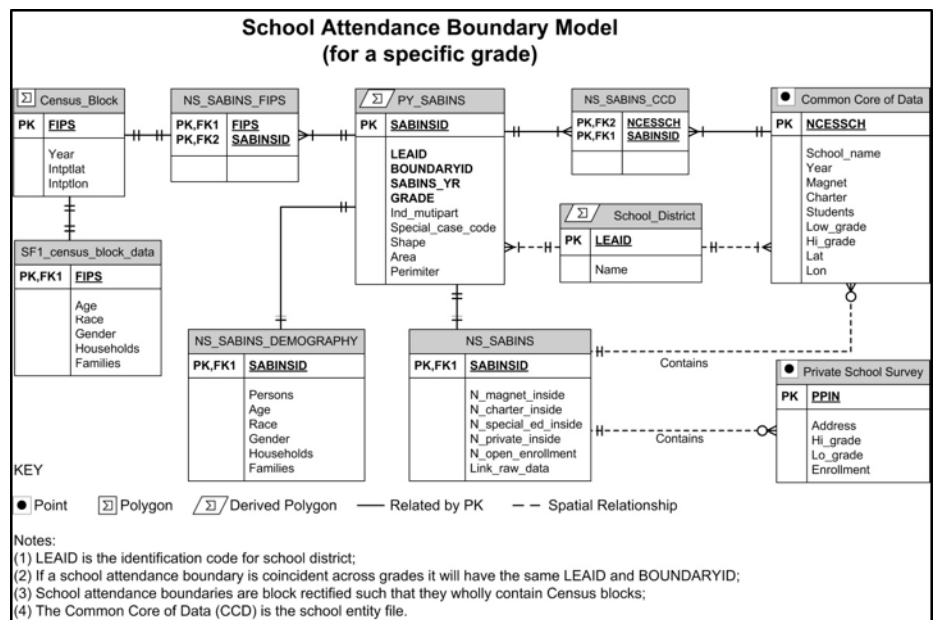 School Attendance Boundary Model
(for a specific grade)
Census_Block
PK FIPS
Year
Intptlat
Intptlon
NS_SABINS_FIPS
PK,FK1 FIPS
PK,FK2 SABINSID
PY_SABINS
PK SABINSID
LEAID
BOUNDARYID
SABINS_YR
GRADE
Ind_mutipart
Special_case_code
Shape
Area
Perimiter
NS_SABINS_CCD
PK,FK2 NCESSCH
PK,FK1 SABINSID
Common Core of Data
PK NCESSCH
School_name
Year
Magnet
Charter
Students
Low_grade
Hi_grade
Lat
Lon
School_District
PK LEAID
Name
SF1_census_block_data
PK,FK1 FIPS
Age
Race
Gender
Households
Families
NS_SABINS_DEMOGRAPHY
PK,FK1 SABINSID
Persons
Age
Race
Gender
Households
Families
NS_SABINS
PK,FK1 SABINSID
N_magnet_inside
N_charter_inside
N_special_ed_inside
N_private_inside
N_open_enrollment
Link_raw_data
Contains
Contains
Private School Survey
PK PPIN
Address
Hi_grade
Lo_grade
Enrollment
KEY
Point Σ Polygon Σ Derived Polygon Related by PK Spatial Relationship
Notes:
(1) LEAID is the identification code for school district;
(2) If a school attendance boundary is coincident across grades it will have the same LEAID and BOUNDARYID;
(3) School attendance boundaries are block rectified such that they wholly contain Census blocks;
(4) The Common Core of Data (CCD) is the school entity file.